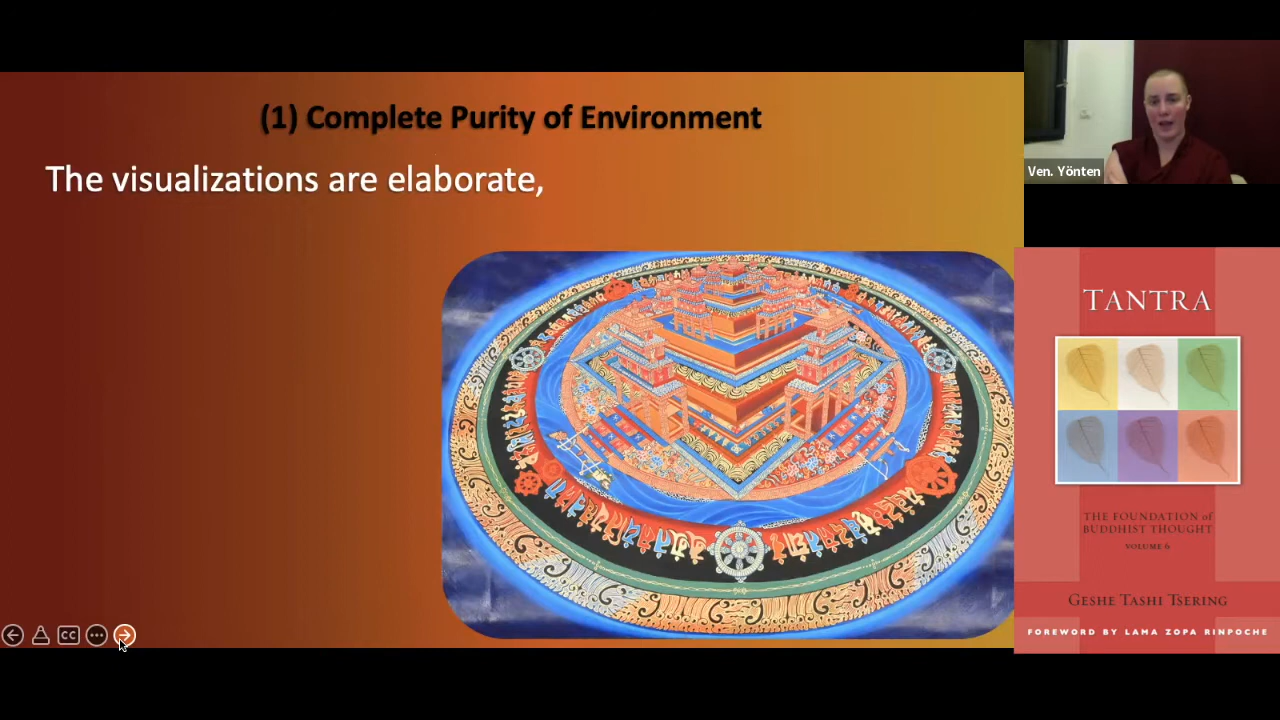 (1) Complete Purity of Environment
The visualizations are elaborate,
Ven. Yönten
TANTRA
THE FOUNDATION of
BUDDHIST THOUGHT
VOLUME 6
GESHE TASHI TSERING
FOREWORD BY LAMA ZOPA RINPOCHE
CC